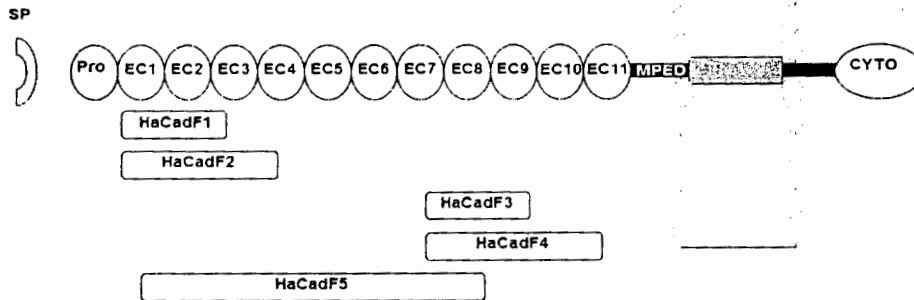 SP
Pro EC1 EC2 EC3 EC4 EC5 EC6 EC7 EC8 EC9 EC10 EC11 MPED CYTO
HaCadF1
HaCadF2
HaCadF3
HaCadF4
HaCadF5